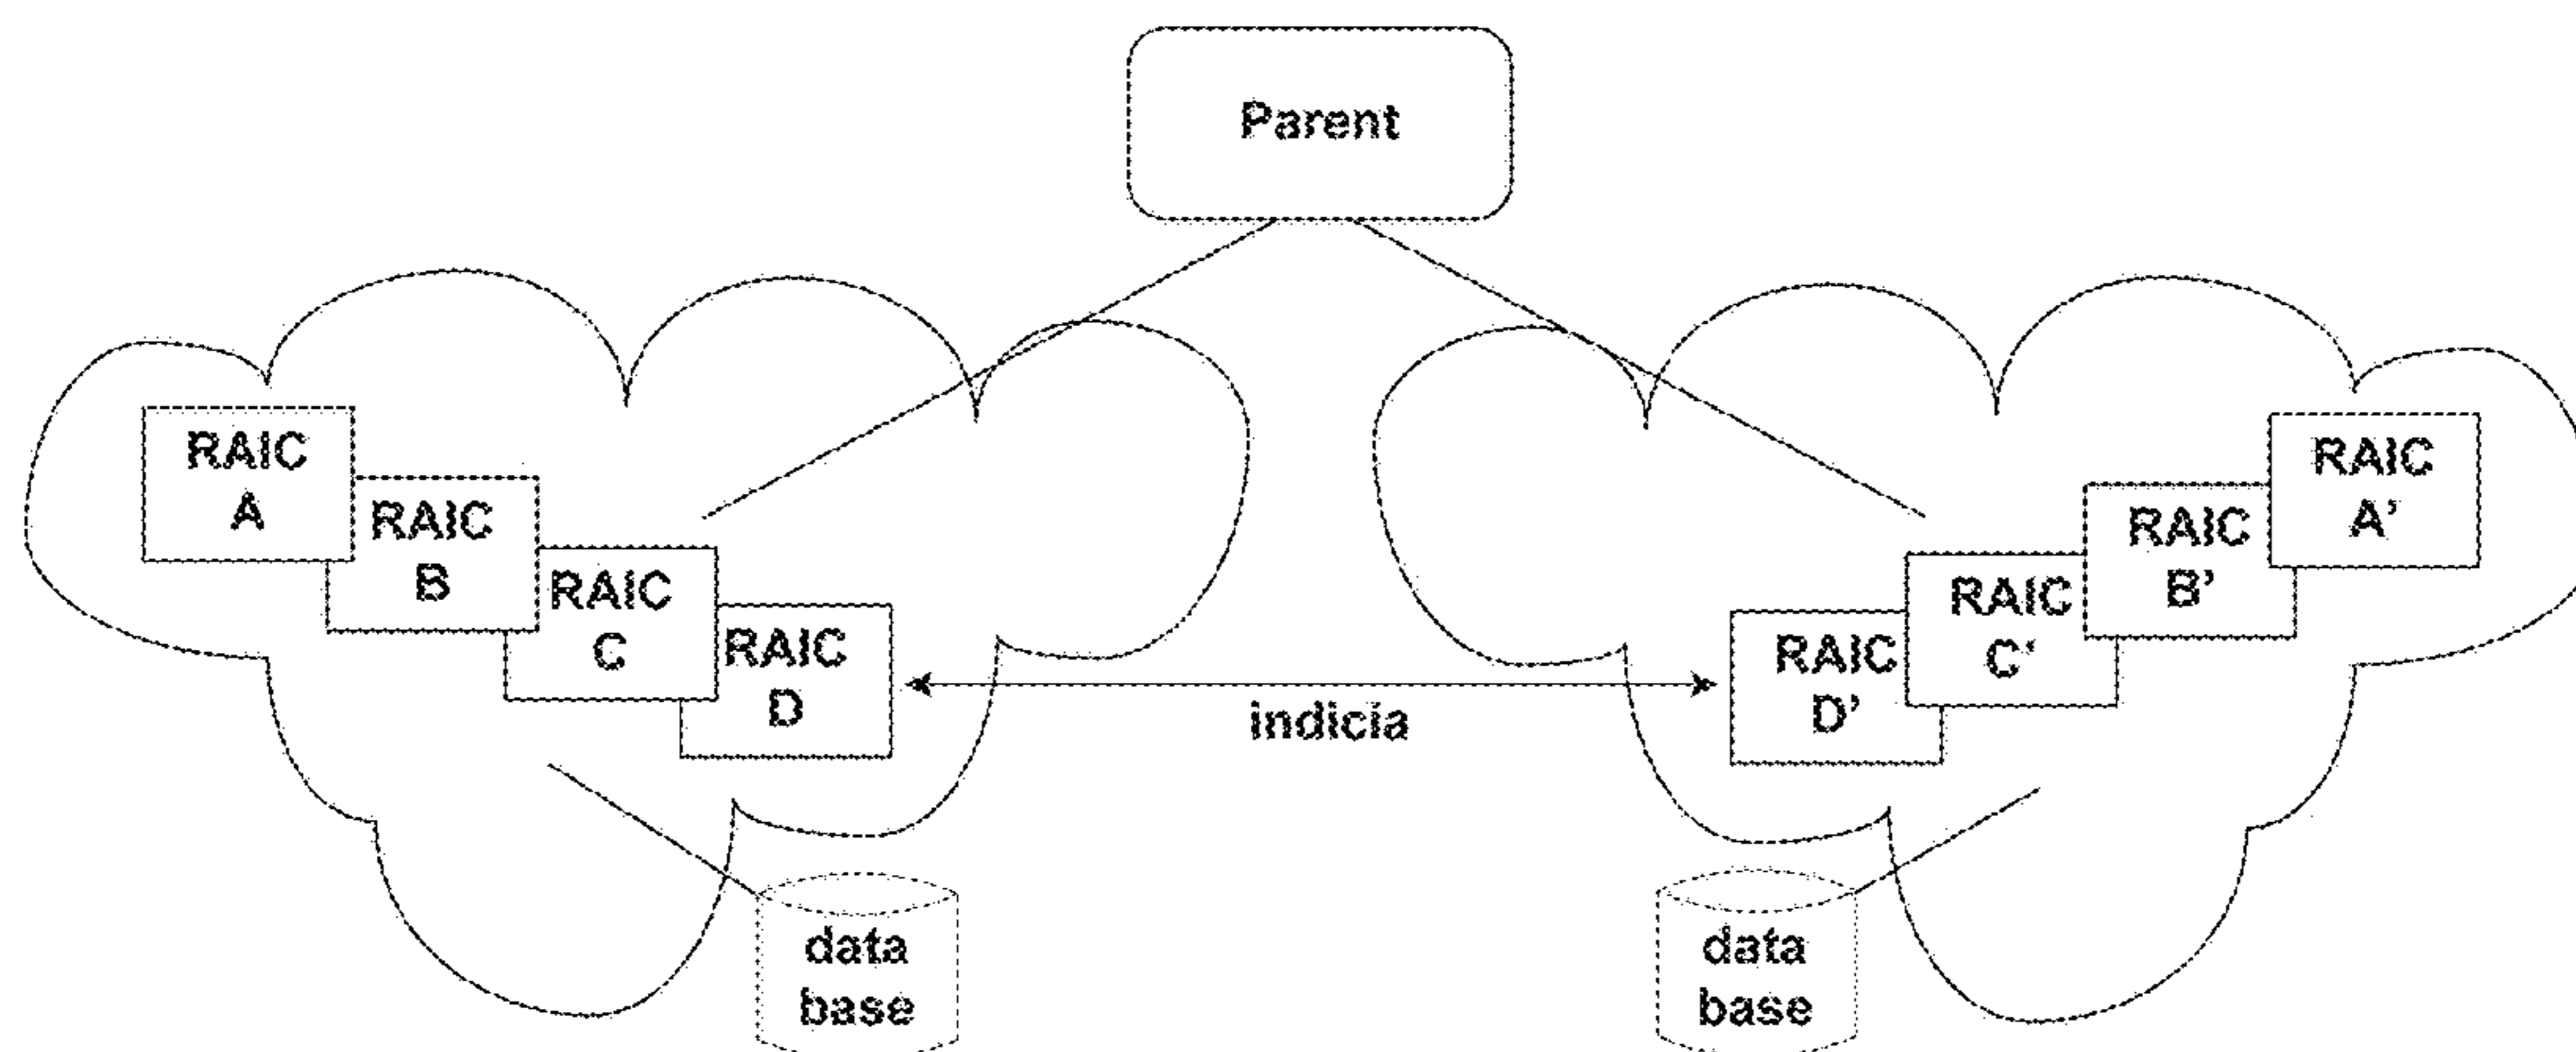 Parent
RAIC
A
RAIC
B
RAIC
C
RAIC
D
indicia
RAIC
D’
RAIC
C’
RAIC
B’
RAIC
A’
data
base
data
base